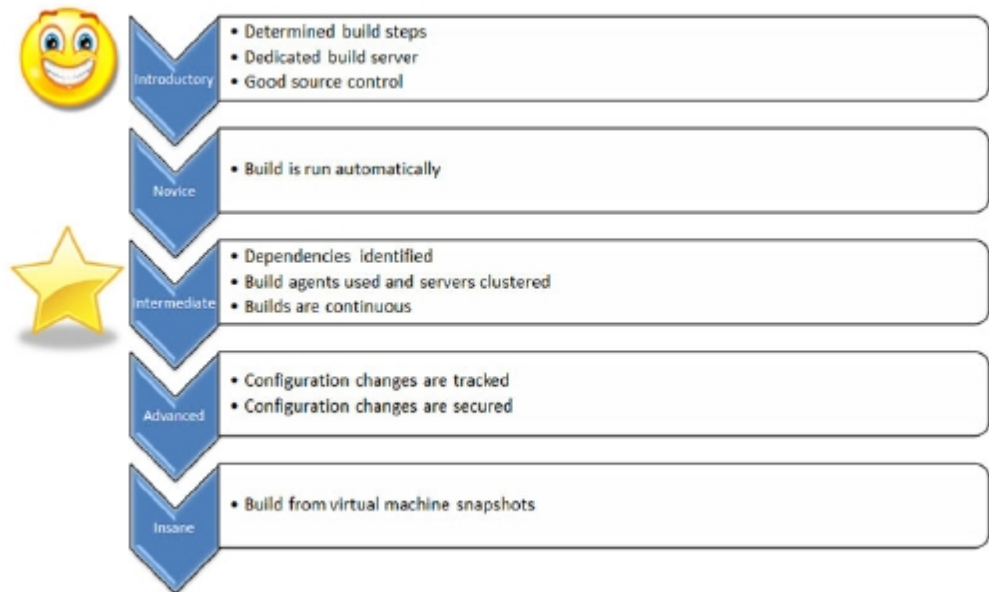 Introductory
• Determined build steps
• Dedicated build server
• Good source control
Novice
• Build is run automatically
Intermediate
• Dependencies identified
• Build agents used and servers clustered
• Builds are continuous
Advanced
• Configuration changes are tracked
• Configuration changes are secured
Insane
• Build from virtual machine snapshots